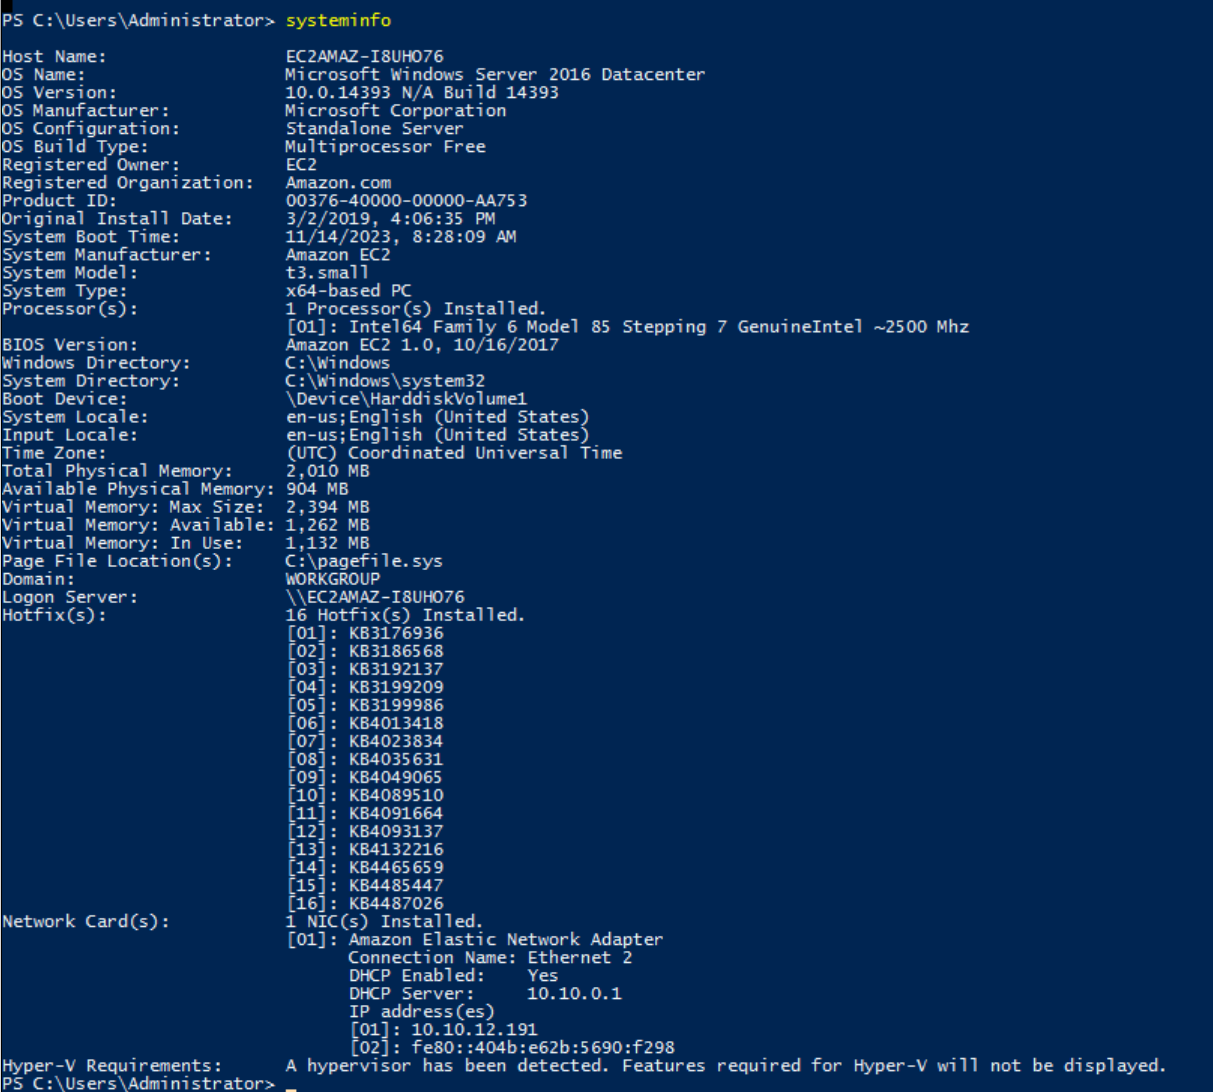 PS C:\Users\Administrator> systeminfo
Host Name: EC2AMAZ-I8UHO76
OS Name: Microsoft Windows Server 2016 Datacenter
OS Version: 10.0.14393 N/A Build 14393
OS Manufacturer: Microsoft Corporation
OS Configuration: Standalone Server
OS Build Type: Multiprocessor Free
Registered Owner: EC2
Registered Organization: Amazon.com
Product ID: 00376-40000-00000-AA753
Original Install Date: 3/2/2019, 4:06:35 PM
System Boot Time: 11/14/2023, 8:28:09 AM
System Manufacturer: Amazon EC2
System Model: t3.small
System Type: x64-based PC
Processor(s): 1 Processor(s) Installed.
[01]: Intel64 Family 6 Model 85 Stepping 7 GenuineIntel ~2500 Mhz
BIOS Version: Amazon EC2 1.0, 10/16/2017
Windows Directory: C:\Windows
System Directory: C:\Windows\system32
Boot Device: \Device\HarddiskVolume1
System Locale: en-us;English (United States)
Input Locale: en-us;English (United States)
Time Zone: (UTC) Coordinated Universal Time
Total Physical Memory: 2,010 MB
Available Physical Memory: 904 MB
Virtual Memory: Max Size: 2,394 MB
Virtual Memory: Available: 1,262 MB
Virtual Memory: In Use: 1,132 MB
Page File Location(s): C:\pagefile.sys
Domain: WORKGROUP
Logon Server: \\EC2AMAZ-I8UHO76
Hotfix(s): 16 Hotfix(s) Installed.
[01]: KB3176936
[02]: KB3186568
[03]: KB3192137
[04]: KB3199209
[05]: KB3199986
[06]: KB4013418
[07]: KB4023834
[08]: KB4035631
[09]: KB4049065
[10]: KB4089510
[11]: KB4091664
[12]: KB4093137
[13]: KB4132216
[14]: KB4465659
[15]: KB4485447
[16]: KB4487026
Network Card(s): 1 NIC(s) Installed.
[01]: Amazon Elastic Network Adapter
Connection Name: Ethernet 2
DHCP Enabled: Yes
DHCP Server: 10.10.0.1
IP address(es)
[01]: 10.10.12.191
[02]: fe80::404b:e62b:5690:f298
Hyper-V Requirements: A hypervisor has been detected. Features required for Hyper-V will not be displayed.
PS C:\Users\Administrator> _